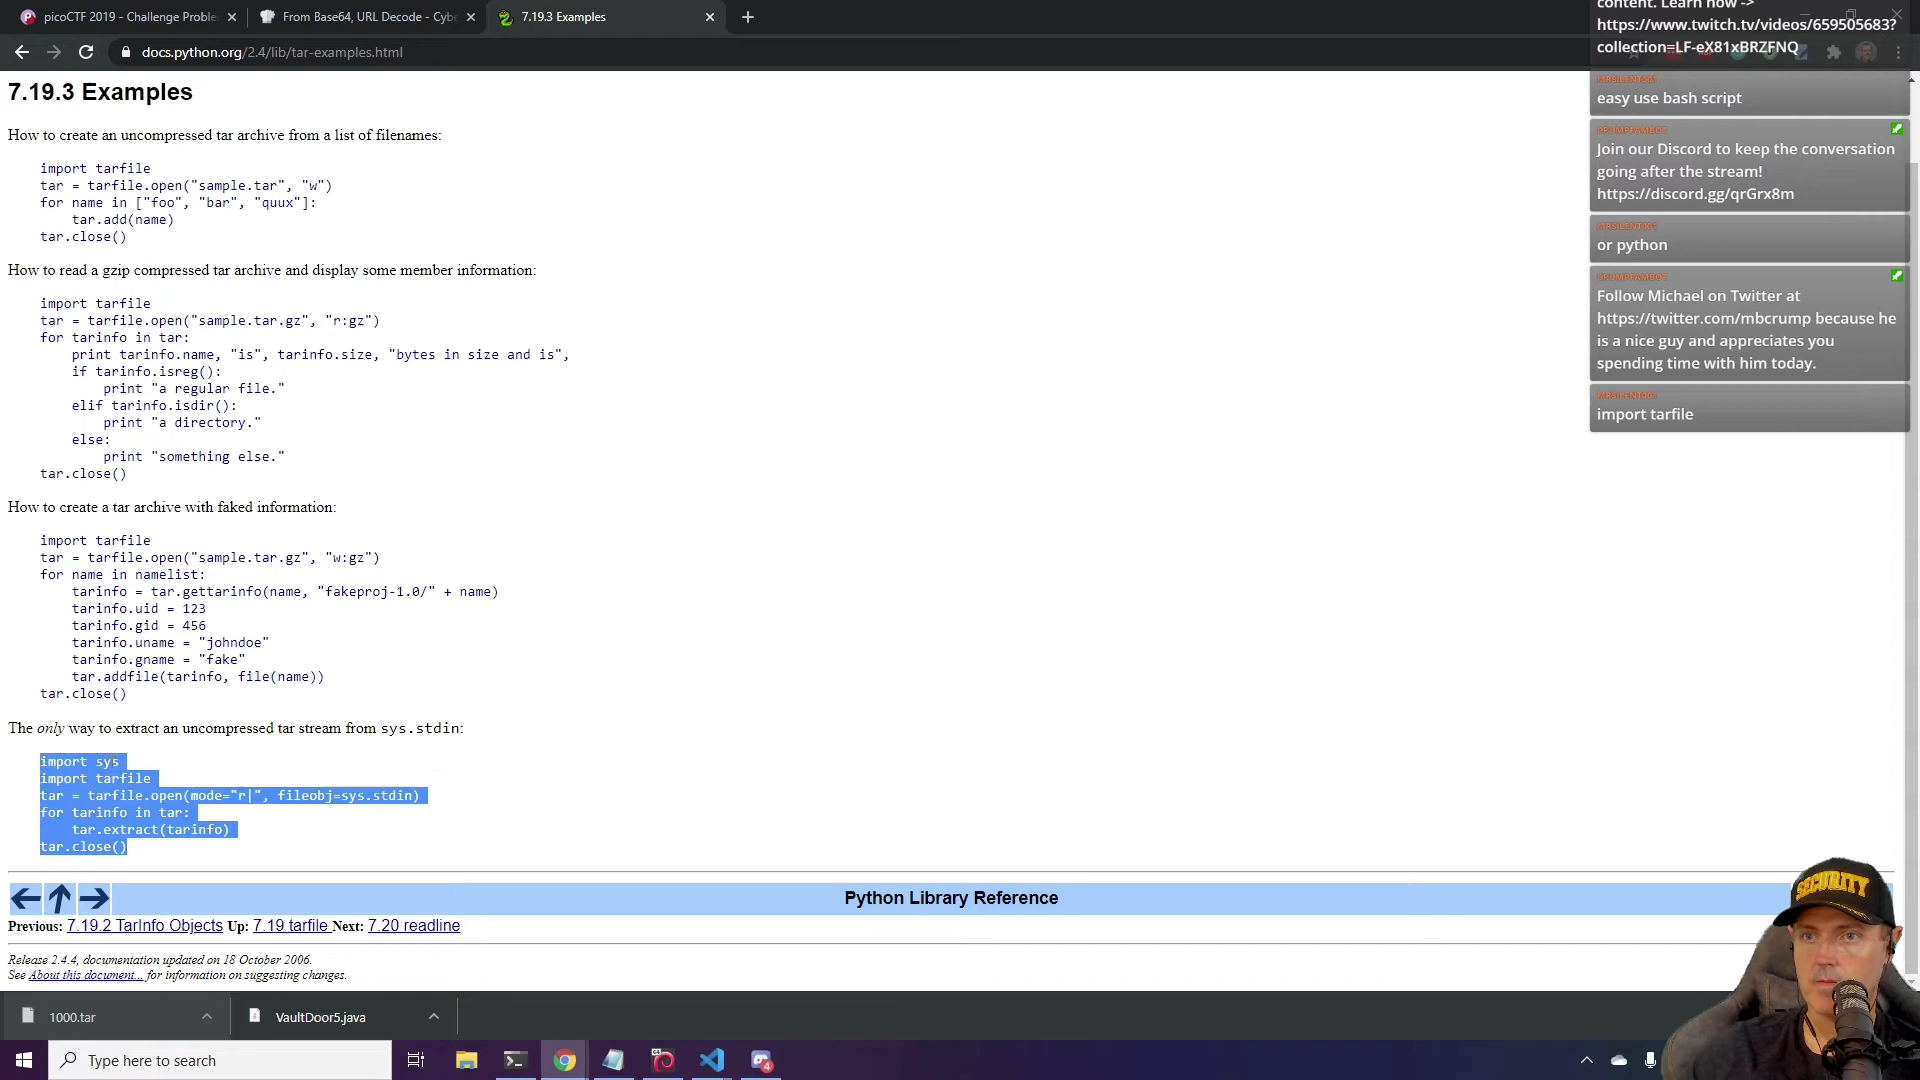 picoCTF 2019 - Challenge Proble
From Base64, URL Decode - Cybe
7.19.3 Examples
docs.python.org/2.4/lib/tar-examples.html
7.19.3 Examples
How to create an uncompressed tar archive from a list of filenames:
import tarfile
tar = tarfile.open("sample.tar", "w")
for name in ["foo", "bar", "quux"]:
    tar.add(name)
tar.close()
How to read a gzip compressed tar archive and display some member information:
import tarfile
tar = tarfile.open("sample.tar.gz", "r:gz")
for tarinfo in tar:
    print tarinfo.name, "is", tarinfo.size, "bytes in size and is",
    if tarinfo.isreg():
        print "a regular file."
    elif tarinfo.isdir():
        print "a directory."
    else:
        print "something else."
tar.close()
How to create a tar archive with faked information:
import tarfile
tar = tarfile.open("sample.tar.gz", "w:gz")
for name in namelist:
    tarinfo = tar.gettarinfo(name, "fakeproj-1.0/" + name)
    tarinfo.uid = 123
    tarinfo.gid = 456
    tarinfo.uname = "johndoe"
    tarinfo.gname = "fake"
    tar.addfile(tarinfo, file(name))
tar.close()
The only way to extract an uncompressed tar stream from sys.stdin:
import sys
import tarfile
tar = tarfile.open(mode="r|", fileobj=sys.stdin)
for tarinfo in tar:
    tar.extract(tarinfo)
tar.close()
Python Library Reference
Previous: 7.19.2 TarInfo Objects Up: 7.19 tarfile Next: 7.20 readline
Release 2.4.4, documentation updated on 18 October 2006.
See About this document... for information on suggesting changes.
content. Learn now ->
https://www.twitch.tv/videos/659505683?
collection=LF-eX81xBRZFNQ
easy use bash script
Join our Discord to keep the conversation
going after the stream!
https://discord.gg/qrGrx8m
or python
Follow Michael on Twitter at
https://twitter.com/mbcrump because he
is a nice guy and appreciates you
spending time with him today.
import tarfile
SECURITY
1000.tar
VaultDoor5.java
Type here to search
4